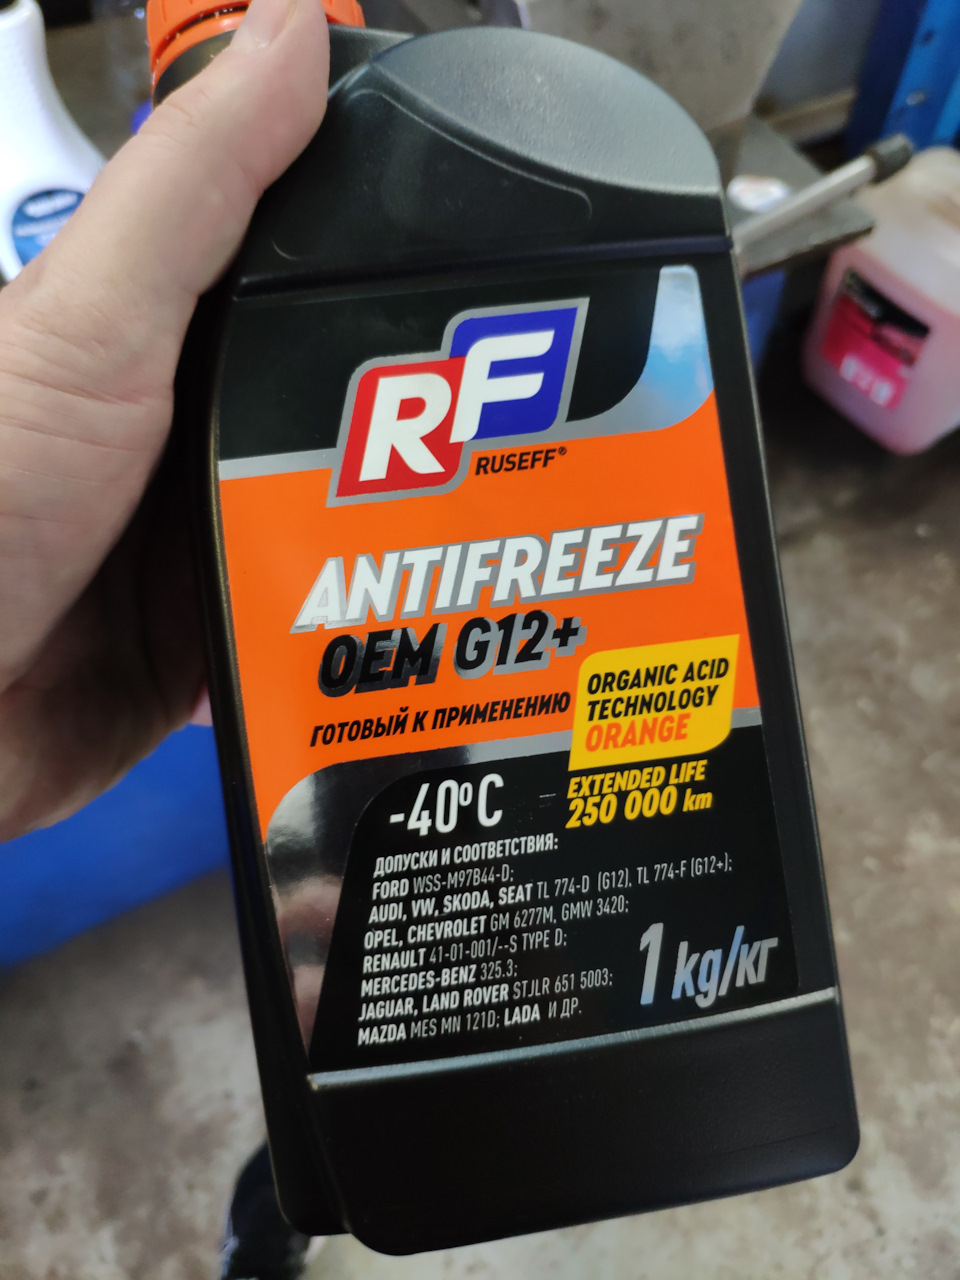 RF
RUSEFF®
ANTIFREEZE
OEM G12+
ГОТОВЫЙ К ПРИМЕНЕНИЮ
ORGANIC ACID
TECHNOLOGY
ORANGE
EXTENDED LIFE
250 000 km
-40°C
ДОПУСКИ И СООТВЕТСТВИЯ:
FORD WSS-M97B44-D;
AUDI, VW, SKODA, SEAT TL 774-D (G12), TL 774-F (G12+);
OPEL, CHEVROLET GM 6277M, GMW 3420;
RENAULT 41-01-001/--S TYPE D;
MERCEDES-BENZ 325.3;
JAGUAR, LAND ROVER STJLR 651 5003;
MAZDA MES MN 121D; LADA И ДР.
1 kg/кг